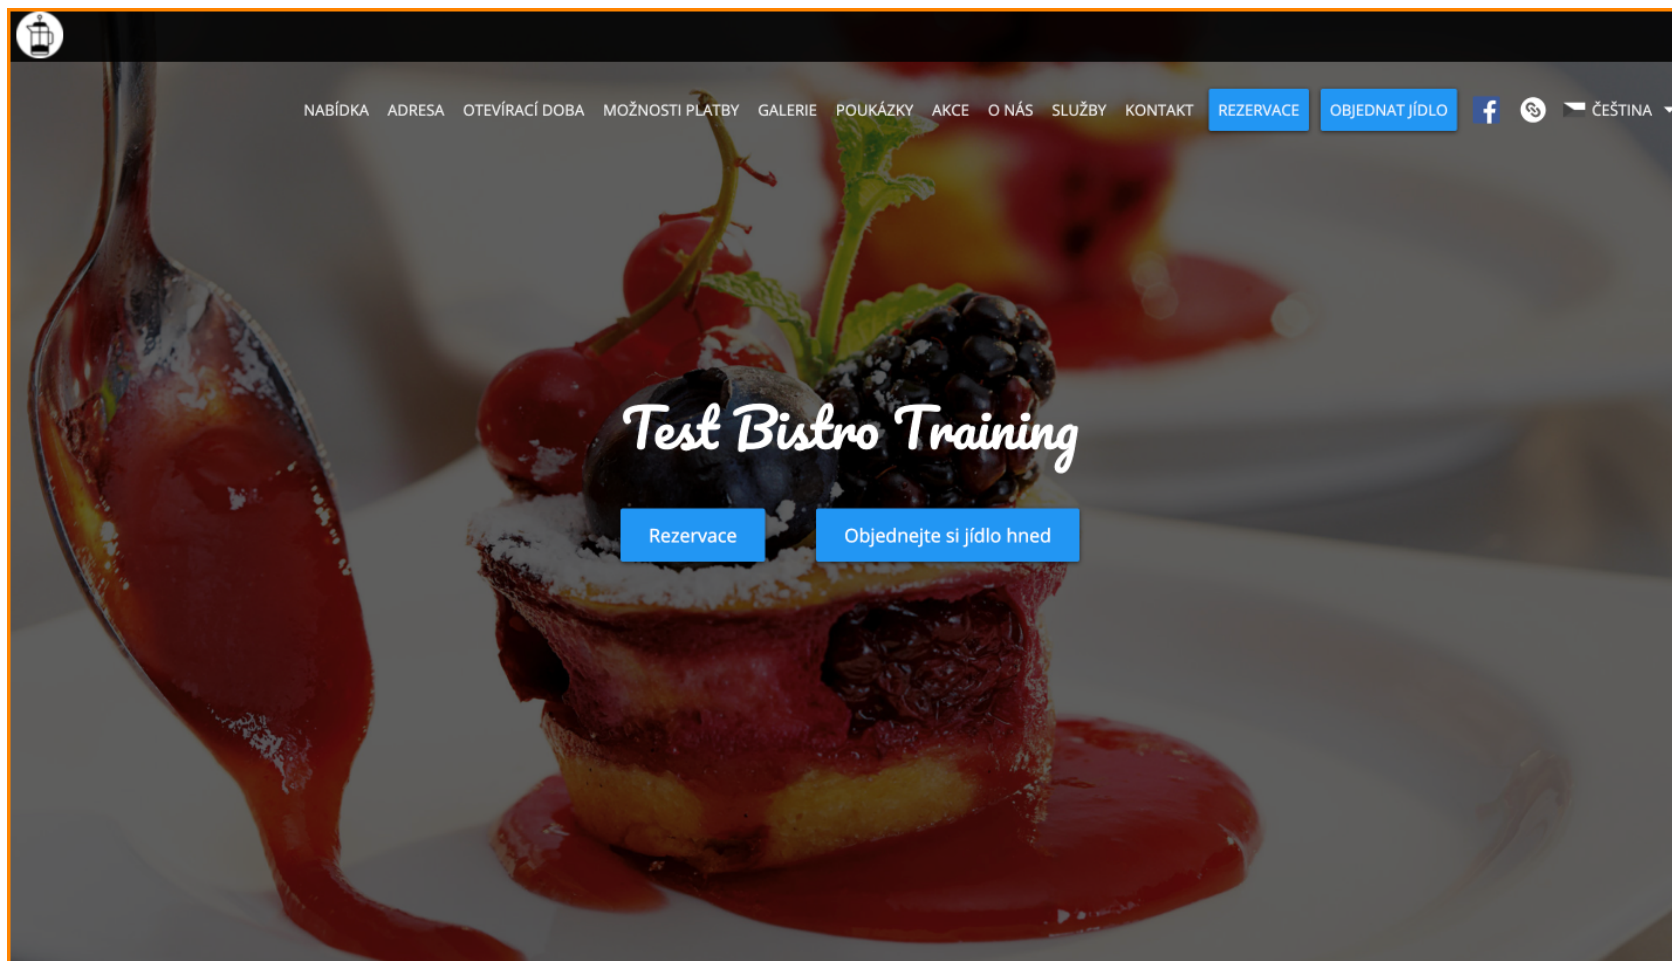 NABÍDKA ADRESA OTEVÍRACÍ DOBA MOŽNOSTI PLATBY GALERIE POUKÁZKY AKCE O NÁS SLUŽBY KONTAKT REZERVACE OBJEDNAT JÍDLO f ČEŠTINA
Test Bistro Training
Rezervace Objednejte si jídlo hned